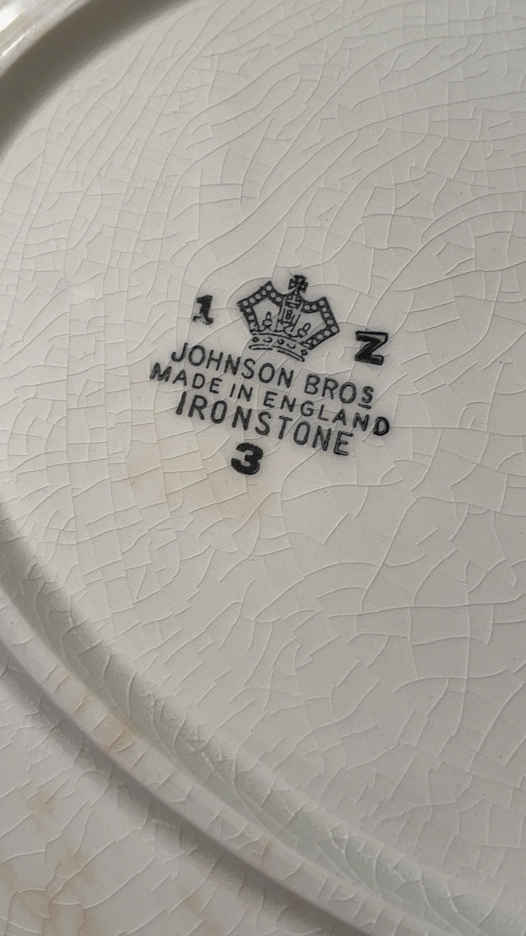 1 Z
JOHNSON BROS
MADE IN ENGLAND
IRONSTONE
3